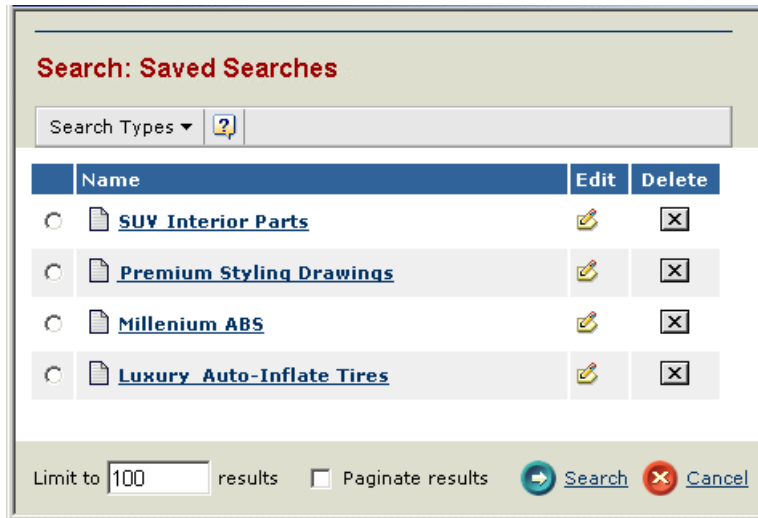 Search: Saved Searches
Search Types
Name Edit Delete
SUV Interior Parts
Premium Styling Drawings
Millenium ABS
Luxury Auto-Inflate Tires
Limit to 100 results Paginate results Search Cancel